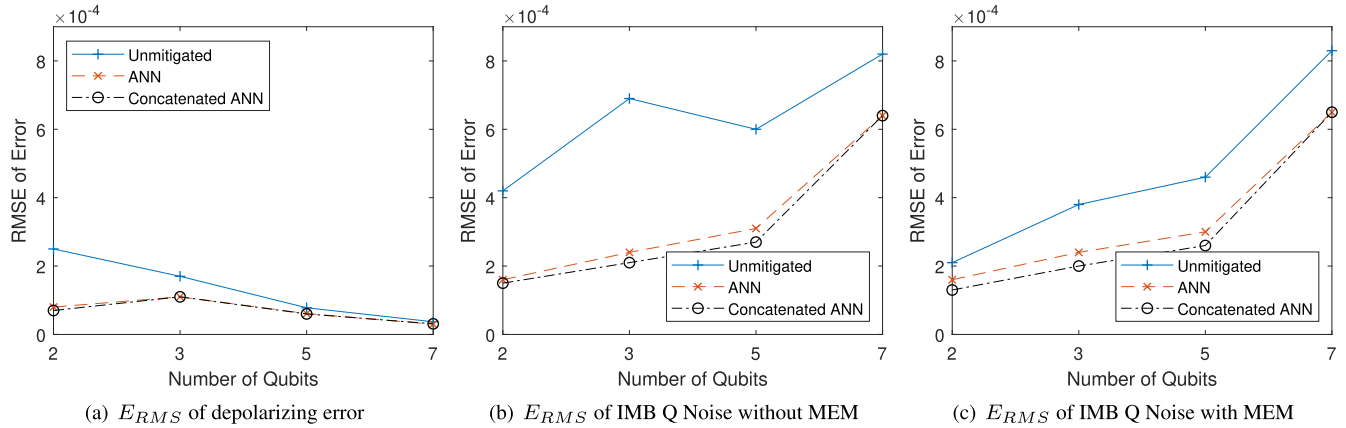 ×10⁻⁴
8
6
4
2
0
RMSE of Error
Unmitigated
ANN
Concatenated ANN
2 3 5 7
Number of Qubits
(a) E_RMS of depolarizing error
×10⁻⁴
8
6
4
2
0
RMSE of Error
Unmitigated
ANN
Concatenated ANN
2 3 5 7
Number of Qubits
(b) E_RMS of IMB Q Noise without MEM
×10⁻⁴
8
6
4
2
0
RMSE of Error
Unmitigated
ANN
Concatenated ANN
2 3 5 7
Number of Qubits
(c) E_RMS of IMB Q Noise with MEM